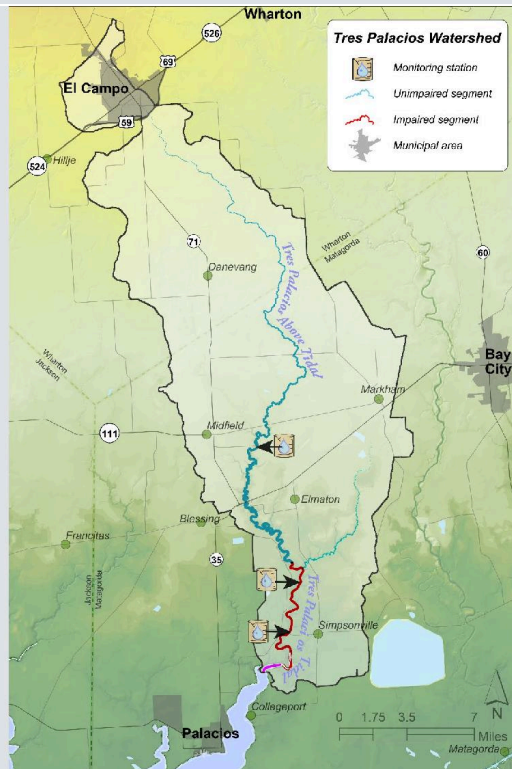 Wharton
526
Tres Palacios Watershed
Monitoring station
Unimpaired segment
Impaired segment
Municipal area
69
El Campo
59
524
Hillje
71
Wharton
Matagorda
60
Danevang
Tres Palacios Above Tidal
Wharton
Jackson
Bay
City
Markham
111
Midfield
Elmaton
Blessing
Francitas
35
Jackson
Matagorda
Tres Palaci os Tidal
Simpsonville
Collegeport
Palacios
N
0 1.75 3.5 7
Miles
Matagorda